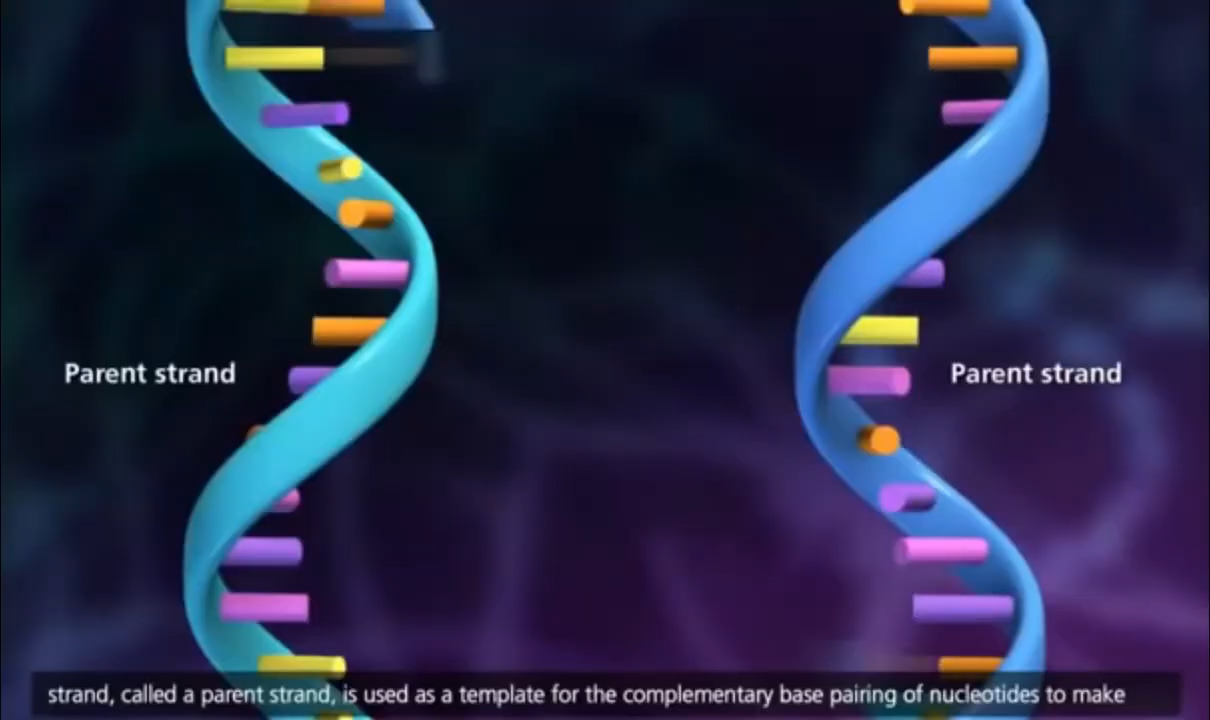 Parent strand
Parent strand
strand, called a parent strand, is used as a template for the complementary base pairing of nucleotides to make